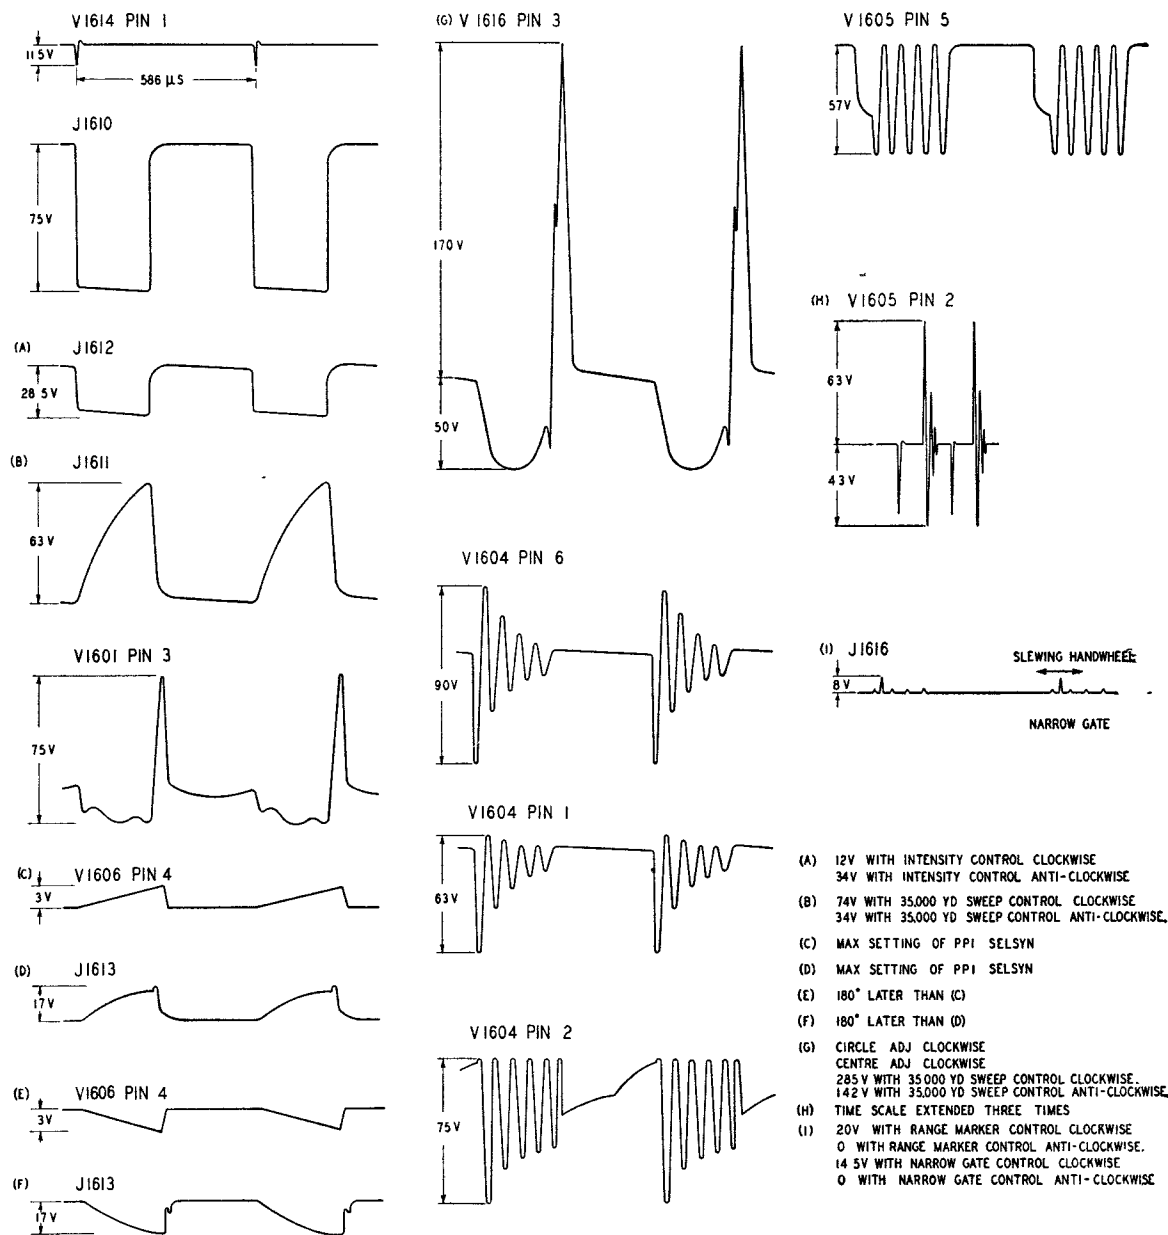 V1614 PIN 1
11.5V
586 µS
J1610
75V
(A) J1612
28.5V
(B) J1611
63V
V1601 PIN 3
75V
(C) V1606 PIN 4
3V
(D) J1613
17V
(E) V1606 PIN 4
3V
(F) J1613
17V
(G) V1616 PIN 3
170V
50V
V1604 PIN 6
90V
V1604 PIN 1
63V
V1604 PIN 2
75V
V1605 PIN 5
57V
(H) V1605 PIN 2
63V
43V
(I) J1616
8V
SLEWING HANDWHEEL
NARROW GATE
(A) 12V WITH INTENSITY CONTROL CLOCKWISE
34V WITH INTENSITY CONTROL ANTI-CLOCKWISE
(B) 74V WITH 35,000 YD SWEEP CONTROL CLOCKWISE
34V WITH 35,000 YD SWEEP CONTROL ANTI-CLOCKWISE.
(C) MAX SETTING OF PPI SELSYN
(D) MAX SETTING OF PPI SELSYN
(E) 180° LATER THAN (C)
(F) 180° LATER THAN (D)
(G) CIRCLE ADJ CLOCKWISE
CENTRE ADJ CLOCKWISE
285V WITH 35000 YD SWEEP CONTROL CLOCKWISE.
142V WITH 35,000 YD SWEEP CONTROL ANTI-CLOCKWISE.
(H) TIME SCALE EXTENDED THREE TIMES
(I) 20V WITH RANGE MARKER CONTROL CLOCKWISE
0 WITH RANGE MARKER CONTROL ANTI-CLOCKWISE.
14 5V WITH NARROW GATE CONTROL CLOCKWISE
0 WITH NARROW GATE CONTROL ANTI-CLOCKWISE